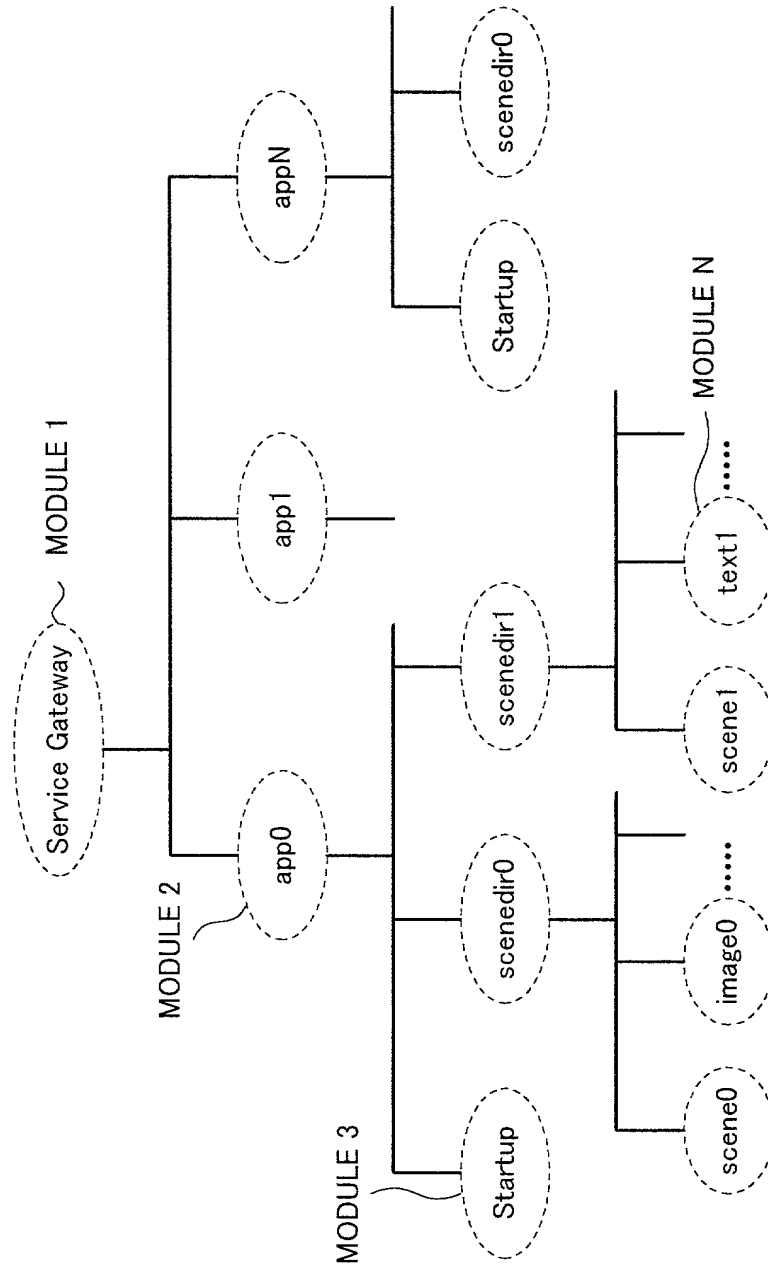 Service Gateway
MODULE 1
MODULE 2
app0
app1
appN
MODULE 3
Startup
scenedir0
scenedir1
Startup
scenedir0
MODULE N
scene0
image0
.....
scene1
text1
.....